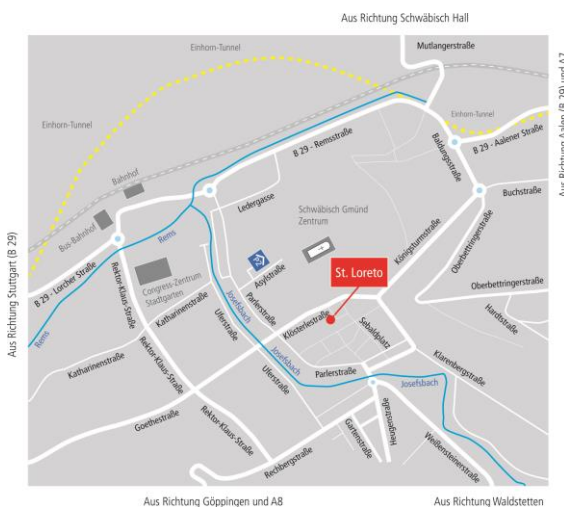 Aus Richtung Schwäbisch Hall
Mutlangerstraße
Einhorn-Tunnel
Einhorn-Tunnel
Einhorn-Tunnel
Aus Richtung Aalen (B 29) und A7
B 29 - Remsstraße
Baldungsstraße
B 29 - Aalener Straße
Bahnhof
Bus-Bahnhof
Ledergasse
Schwäbisch Gmünd
Zentrum
Buchstraße
Königsturmstraße
Oberbettringerstraße
Rems
Aus Richtung Stuttgart (B 29)
B 29 - Lorcher Straße
Rektor-Klaus-Straße
Congress-Zentrum
Stadtgarten
Asylstraße
St. Loreto
Oberbettringerstraße
Parlerstraße
Josefsbach
Katharinenstraße
Uferstraße
Klösterlestraße
Sebaldplatz
Hardtstraße
Rems
Rektor-Klaus-Straße
Josefsbach
Klarenbergstraße
Katharinenstraße
Uferstraße
Parlerstraße
Josefsbach
Goethestraße
Rektor-Klaus-Straße
Gartenstraße
Heugenstraße
Weißensteinerstraße
Rechbergstraße
Aus Richtung Göppingen und A8
Aus Richtung Waldstetten